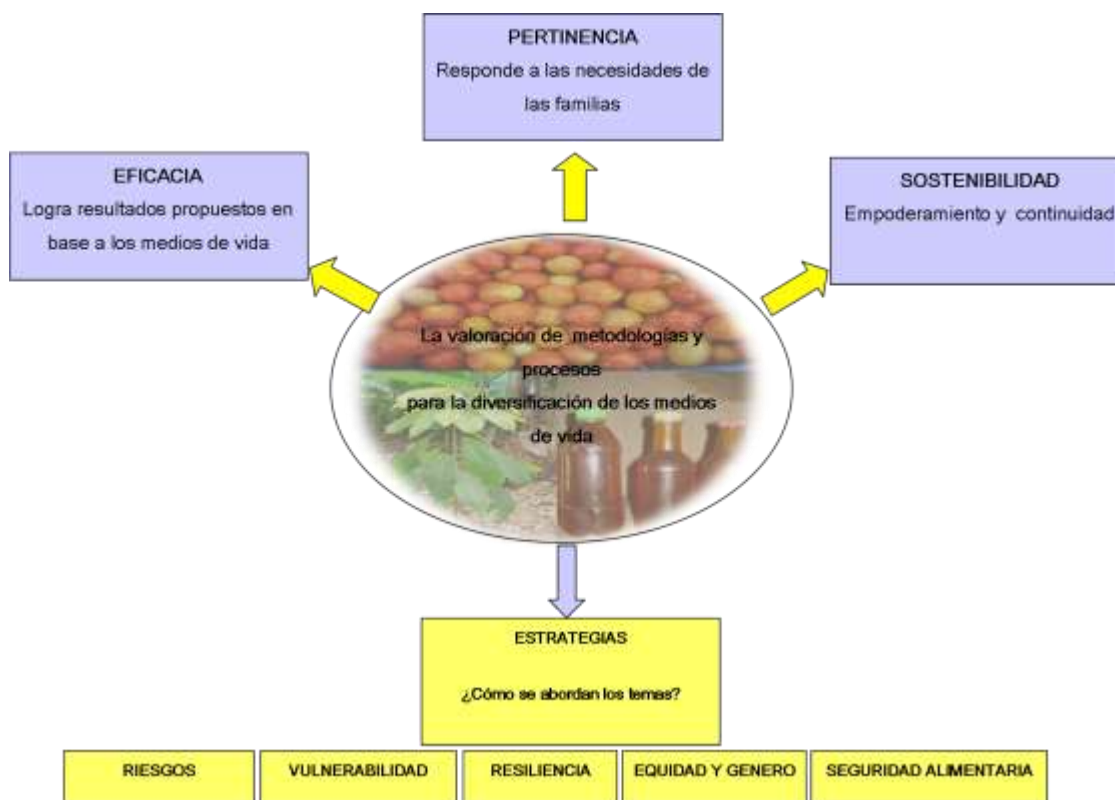 PERTINENCIA
Responde a las necesidades de
las familias
EFICACIA
Logra resultados propuestos en
base a los medios de vida
SOSTENIBILIDAD
Empoderamiento y continuidad
La valoración de metodologías y
procesos
para la diversificación de los medios
de vida
ESTRATEGIAS
¿Cómo se abordan los temas?
RIESGOS
VULNERABILIDAD
RESILIENCIA
EQUIDAD Y GENERO
SEGURIDAD ALIMENTARIA